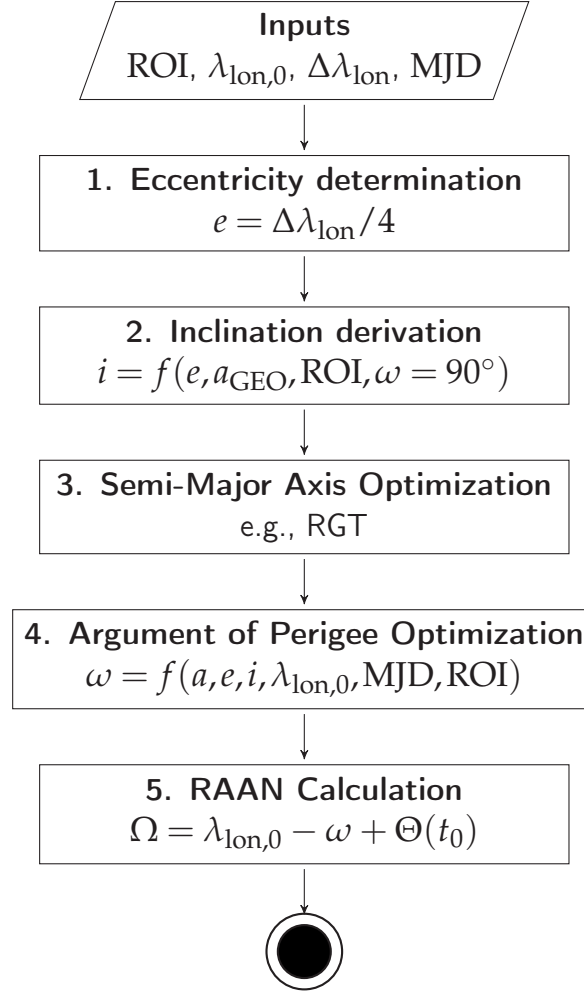 Inputs
ROI, λlon,0, Δλlon, MJD
1. Eccentricity determination
e = Δλlon/4
2. Inclination derivation
i = f(e, aGEO, ROI, ω = 90°)
3. Semi-Major Axis Optimization
e.g., RGT
4. Argument of Perigee Optimization
ω = f(a, e, i, λlon,0, MJD, ROI)
5. RAAN Calculation
Ω = λlon,0 − ω + Θ(t0)